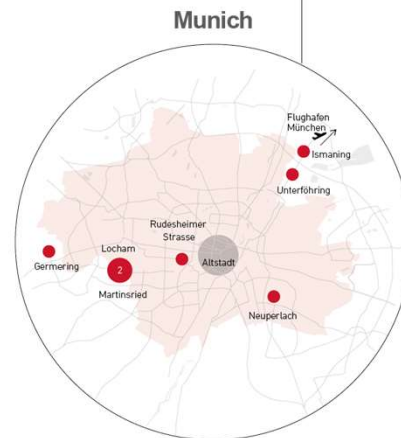 Munich
Flughafen
München
Ismaning
Unterföhring
Rudesheimer
Strasse
Locham
2
Altstadt
Germering
Martinsried
Neuperlach